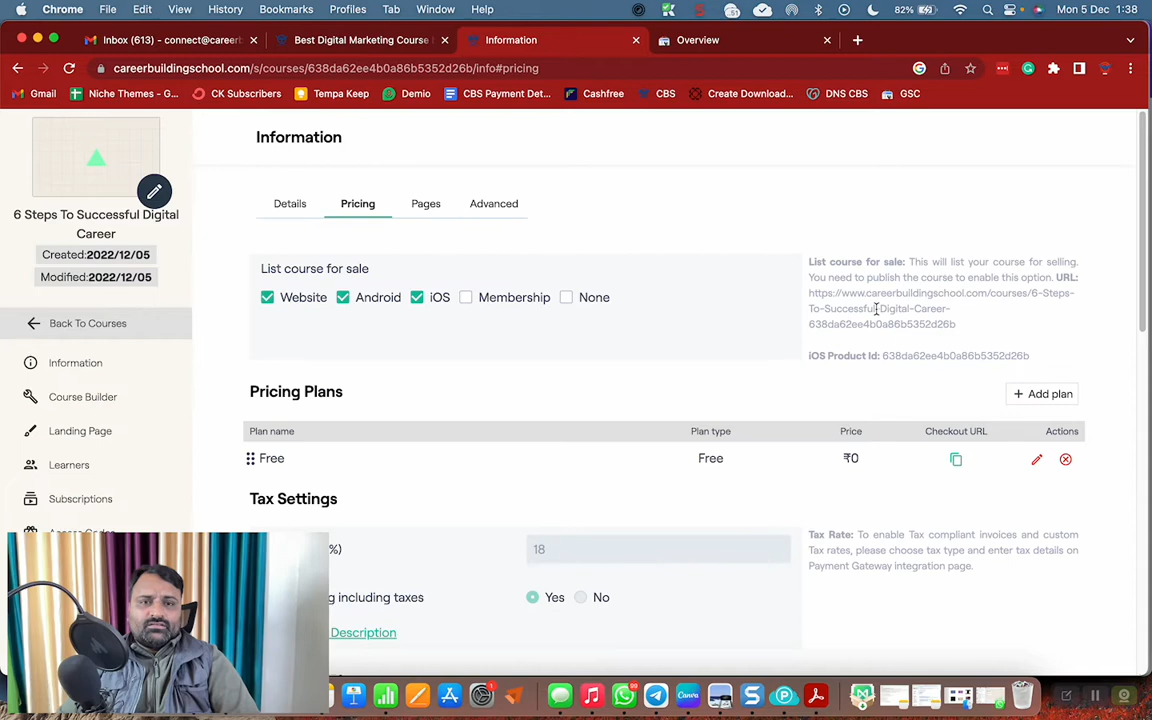 Chrome File Edit View History Bookmarks Profiles Tab Window Help 82% Mon 5 Dec 1:38
Inbox (613) - connect@career Best Digital Marketing Course Information Overview
careerbuildingschool.com/s/courses/638da62ee4b0a86b5352d26b/info#pricing
Gmail Niche Themes - G... CK Subscribers Tempa Keep Demio CBS Payment Det... Cashfree CBS Create Download... DNS CBS GSC
Information
Details Pricing Pages Advanced
6 Steps To Successful Digital
Career
Created:2022/12/05
Modified:2022/12/05
Back To Courses
Information
Course Builder
Landing Page
Learners
Subscriptions
List course for sale
Website Android iOS Membership None
List course for sale: This will list your course for selling.
You need to publish the course to enable this option. URL:
https://www.careerbuildingschool.com/courses/6-Steps-
To-Successful-Digital-Career-
638da62ee4b0a86b5352d26b
iOS Product Id: 638da62ee4b0a86b5352d26b
Pricing Plans
+ Add plan
Plan name Plan type Price Checkout URL Actions
Free Free ₹0
Tax Settings
%) 18
including taxes Yes No
Description
Tax Rate: To enable Tax compliant invoices and custom
Tax rates, please choose tax type and enter tax details on
Payment Gateway integration page.